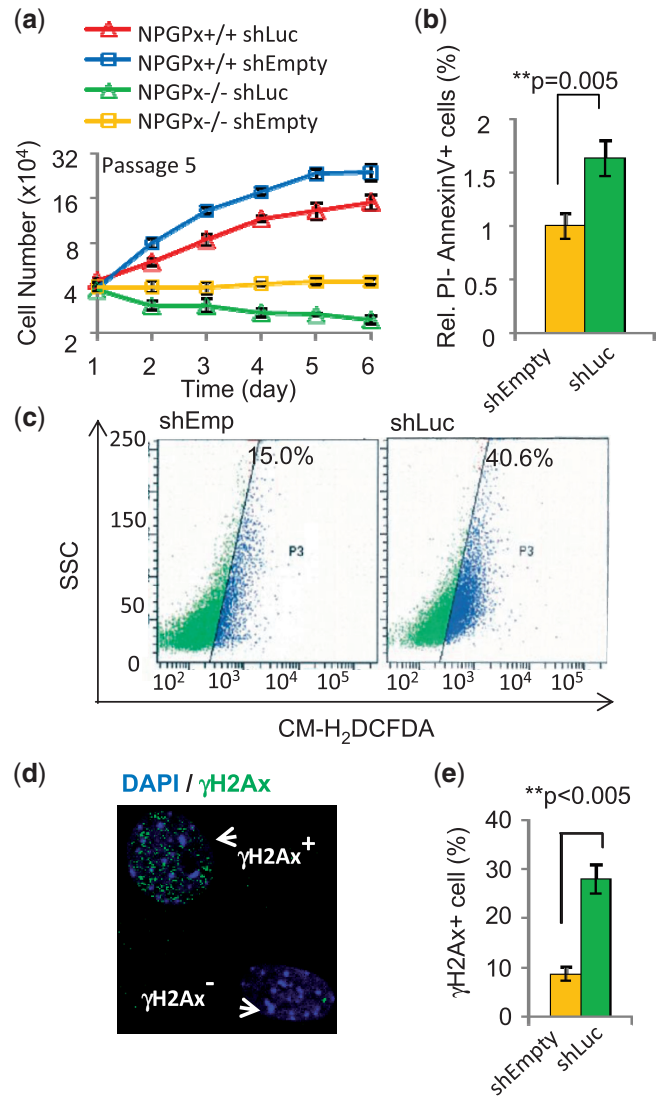 (a)
NPGPx+/+ shLuc
NPGPx+/+ shEmpty
NPGPx-/- shLuc
NPGPx-/- shEmpty
Passage 5
Cell Number (x10⁴)
32
16
8
4
2
1 2 3 4 5 6
Time (day)
(b)
**p=0.005
Rel. PI- AnnexinV+ cells (%)
2
1.5
1
0.5
0
shEmpty
shLuc
(c)
shEmp
shLuc
SSC
250
150
50
0
15.0%
P3
40.6%
P3
10² 10³ 10⁴ 10⁵
10² 10³ 10⁴ 10⁵
CM-H₂DCFDA
(d)
DAPI / γH2Ax
γH2Ax⁺
γH2Ax⁻
(e)
**p<0.005
γH2Ax+ cell (%)
40
30
20
10
0
shEmpty
shLuc